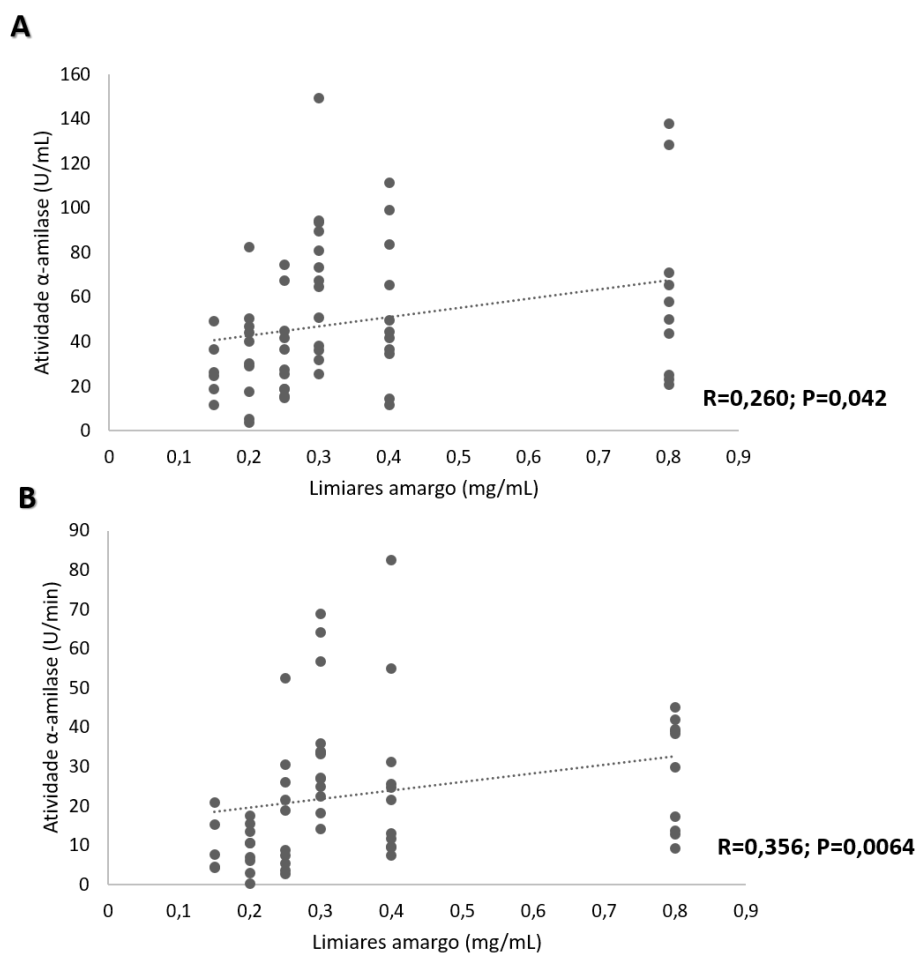 A
Atividade α-amilase (U/mL)
160
140
120
100
80
60
40
20
0
R=0,260; P=0,042
0 0,1 0,2 0,3 0,4 0,5 0,6 0,7 0,8 0,9
Limiares amargo (mg/mL)
B
Atividade α-amilase (U/min)
90
80
70
60
50
40
30
20
10
0
R=0,356; P=0,0064
0 0,1 0,2 0,3 0,4 0,5 0,6 0,7 0,8 0,9
Limiares amargo (mg/mL)